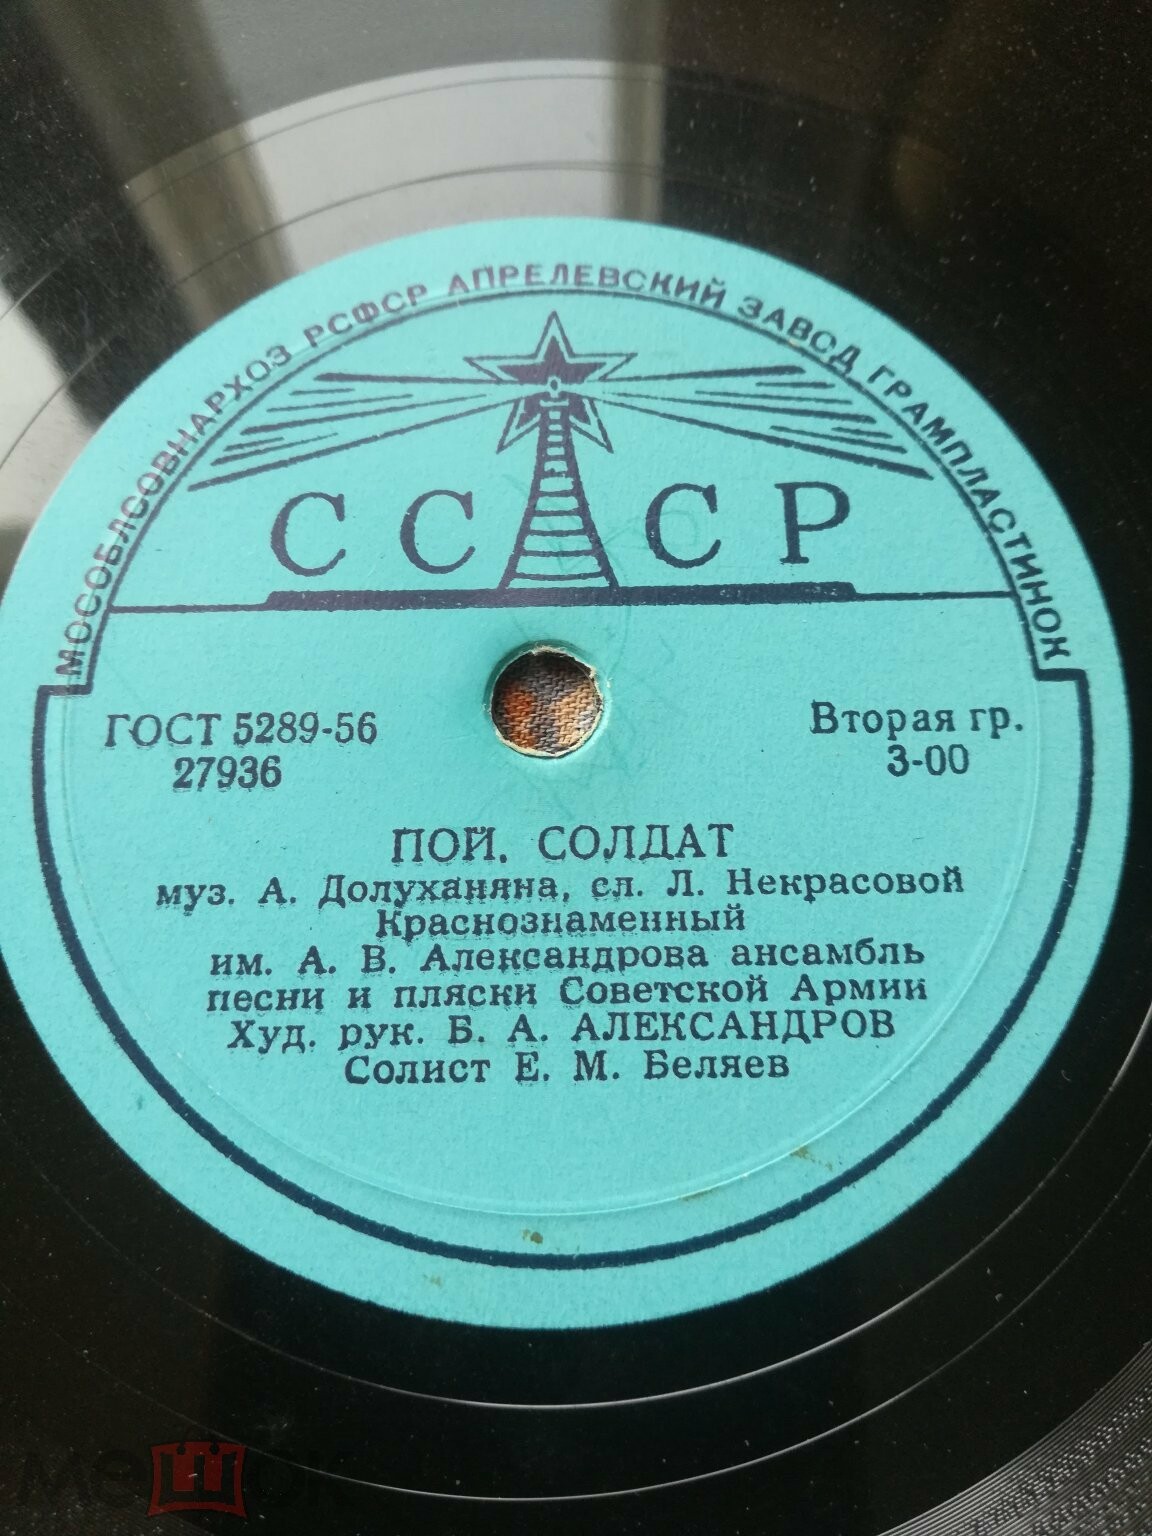 МОСОБЛСОВНАРХОЗ РСФСР АПРЕЛЕВСКИЙ ЗАВОД ГРАМПЛАСТИНОК
СССР
ГОСТ 5289-56
27936
Вторая гр.
3-00
ПОЙ, СОЛДАТ
муз. А. Долуханяна, сл. Л. Некрасовой
Краснознаменный
им. А. В. Александрова ансамбль
песни и пляски Советской Армии
Худ. рук. Б. А. АЛЕКСАНДРОВ
Солист Е. М. Беляев
мешок